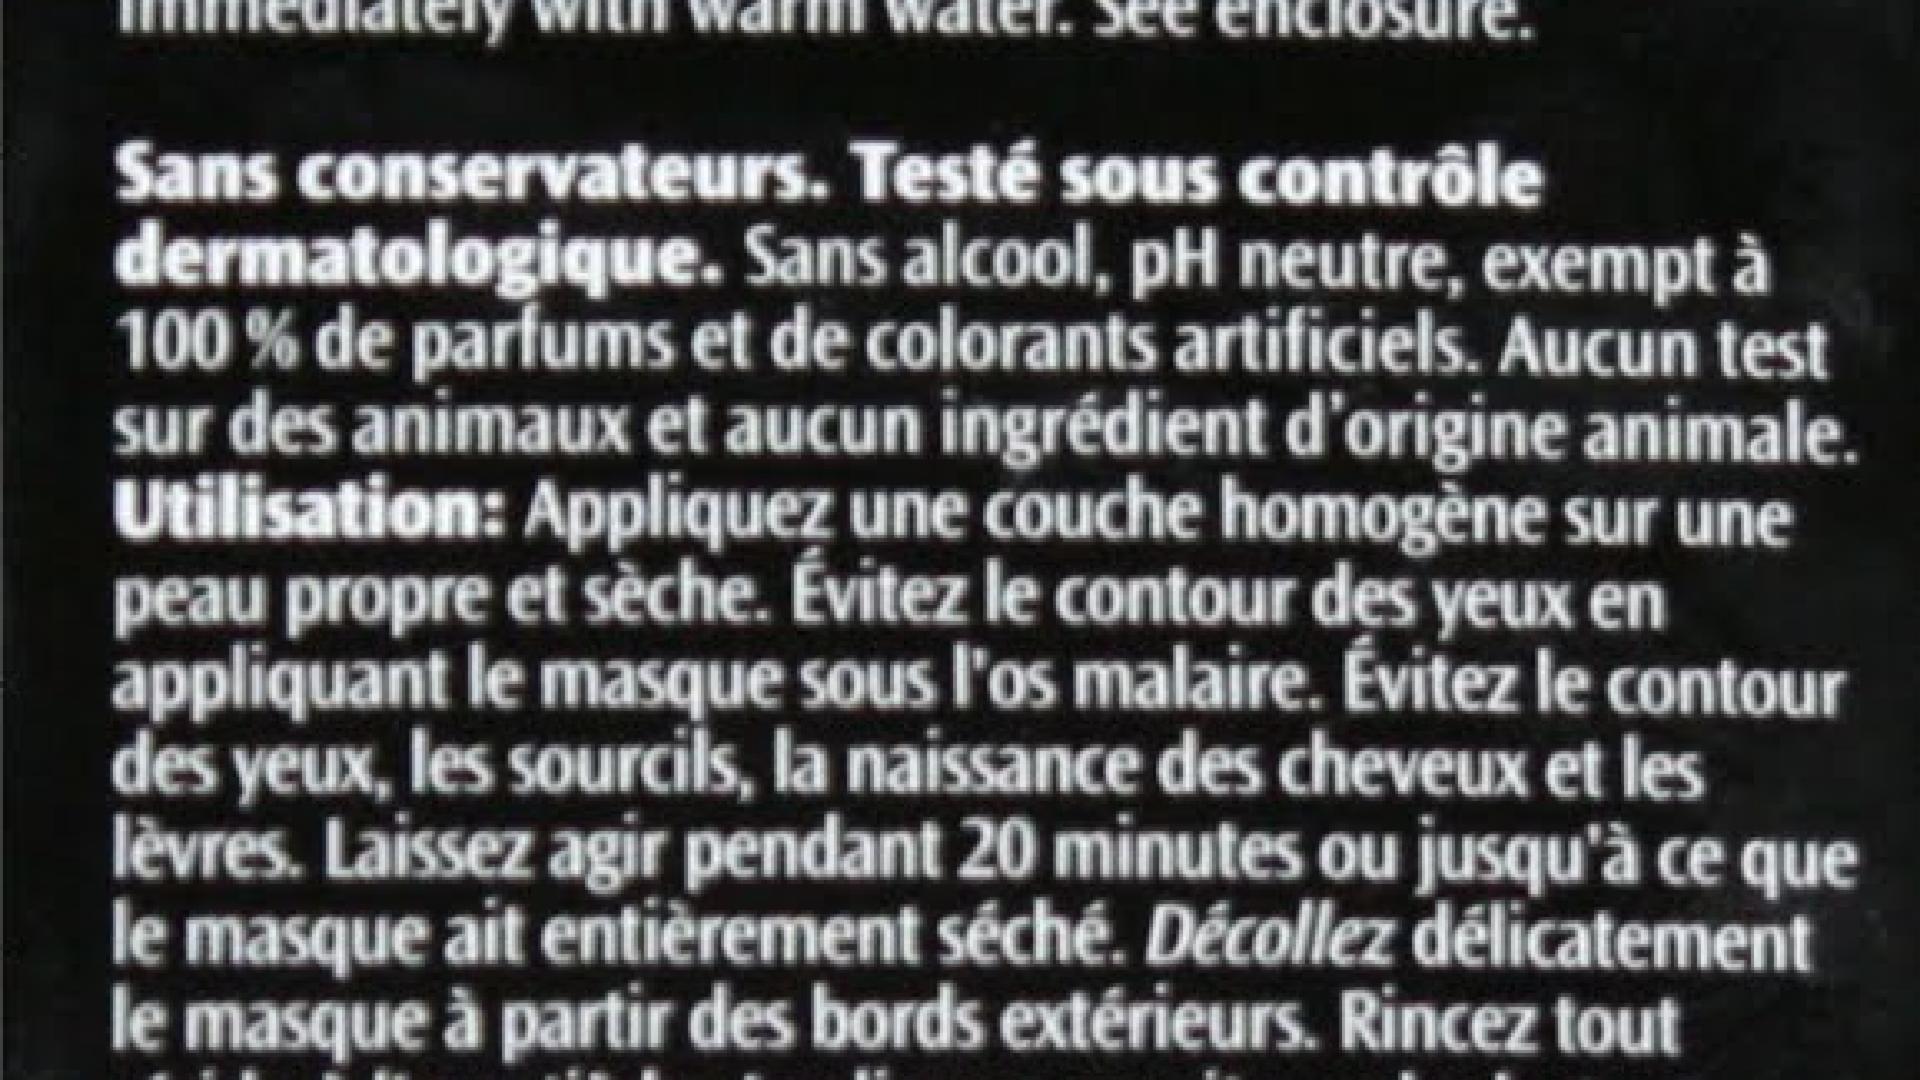 immediately with warm water. See enclosure.
Sans conservateurs. Testé sous contrôle
dermatologique. Sans alcool, pH neutre, exempt à
100 % de parfums et de colorants artificiels. Aucun test
sur des animaux et aucun ingrédient d'origine animale.
Utilisation: Appliquez une couche homogène sur une
peau propre et sèche. Évitez le contour des yeux en
appliquant le masque sous l'os malaire. Évitez le contour
des yeux, les sourcils, la naissance des cheveux et les
lèvres. Laissez agir pendant 20 minutes ou jusqu'à ce que
le masque ait entièrement séché. Décollez délicatement
le masque à partir des bords extérieurs. Rincez tout